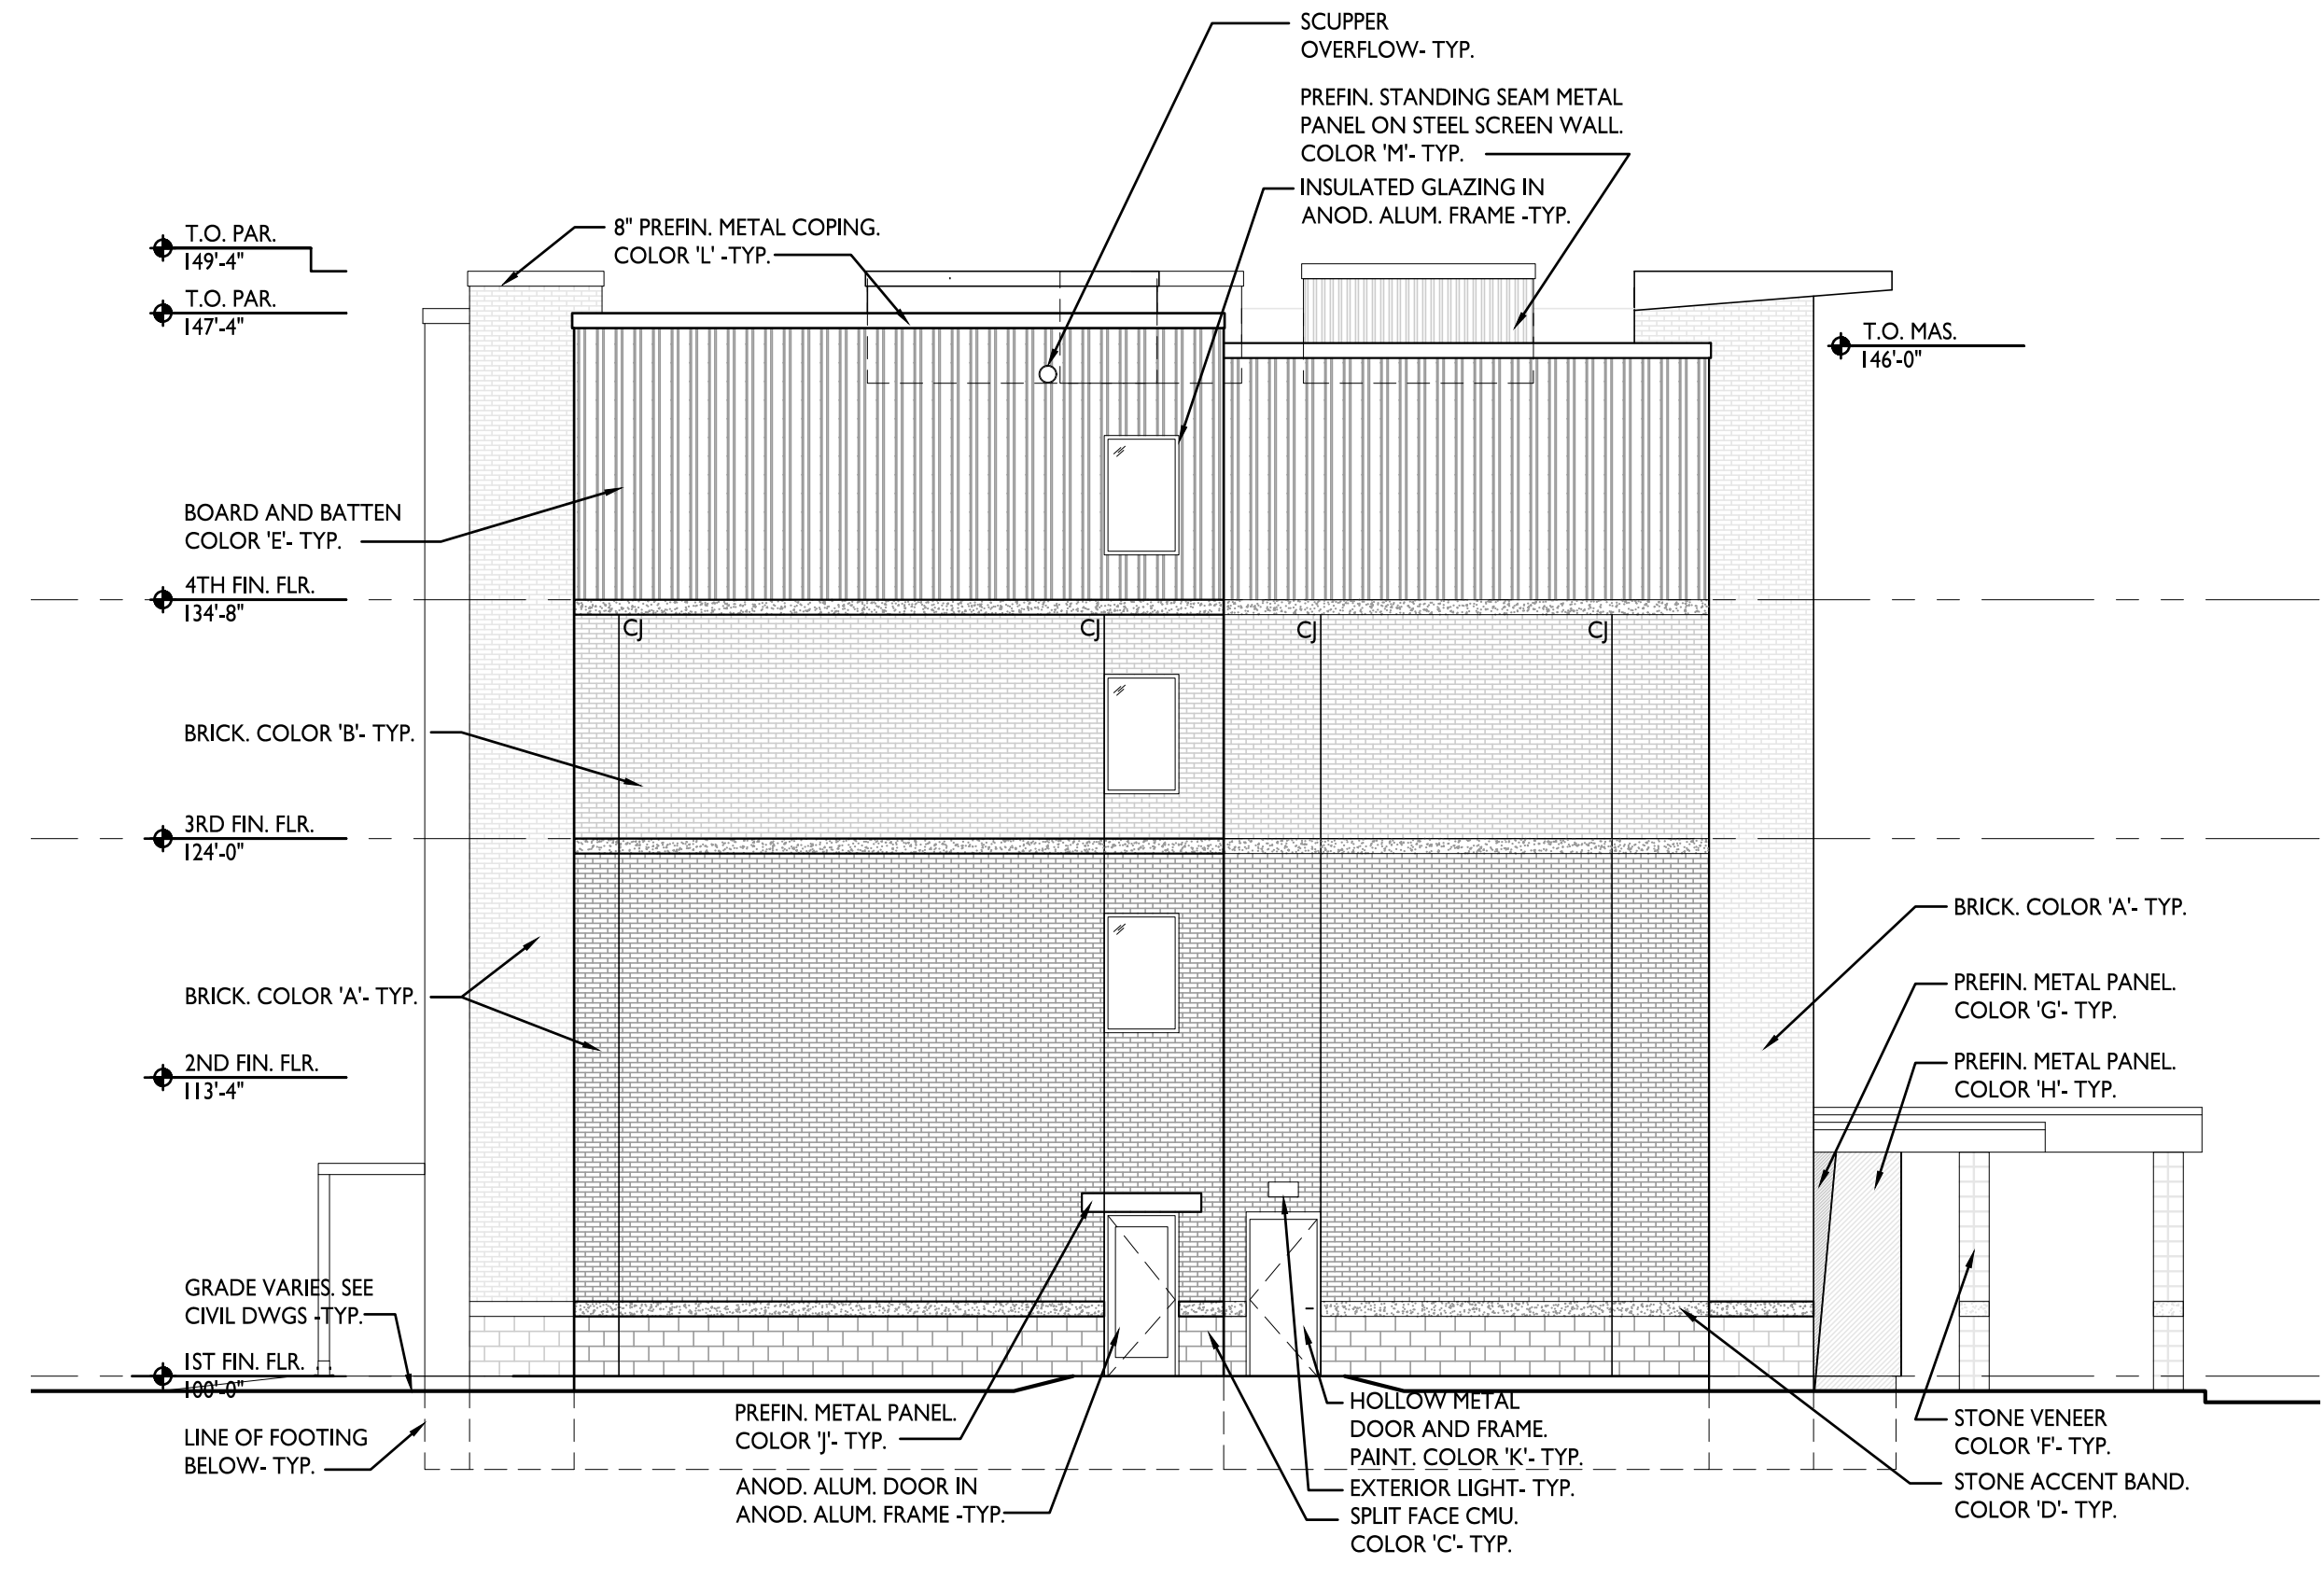 SCUPPER
OVERFLOW- TYP.
PREFIN. STANDING SEAM METAL
PANEL ON STEEL SCREEN WALL.
COLOR 'M'- TYP.
INSULATED GLAZING IN
ANOD. ALUM. FRAME -TYP.
8" PREFIN. METAL COPING.
COLOR 'L' -TYP.
T.O. PAR.
149'-4"
T.O. PAR.
147'-4"
T.O. MAS.
146'-0"
BOARD AND BATTEN
COLOR 'E'- TYP.
4TH FIN. FLR.
134'-8"
CJ
CJ
CJ
CJ
BRICK. COLOR 'B'- TYP.
3RD FIN. FLR.
124'-0"
BRICK. COLOR 'A'- TYP.
BRICK. COLOR 'A'- TYP.
PREFIN. METAL PANEL.
COLOR 'G'- TYP.
2ND FIN. FLR.
113'-4"
PREFIN. METAL PANEL.
COLOR 'H'- TYP.
GRADE VARIES. SEE
CIVIL DWGS -TYP.
1ST FIN. FLR.
100'-0"
LINE OF FOOTING
BELOW- TYP.
PREFIN. METAL PANEL.
COLOR 'J'- TYP.
ANOD. ALUM. DOOR IN
ANOD. ALUM. FRAME -TYP.
HOLLOW METAL
DOOR AND FRAME.
PAINT. COLOR 'K'- TYP.
EXTERIOR LIGHT- TYP.
SPLIT FACE CMU.
COLOR 'C'- TYP.
STONE VENEER
COLOR 'F'- TYP.
STONE ACCENT BAND.
COLOR 'D'- TYP.